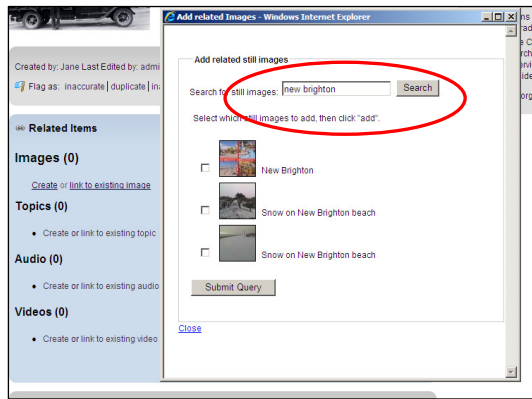 Add related Images - Windows Internet Explorer
Created by: Jane Last Edited by: admi
Flag as: inaccurate | duplicate | in
Related Items
Images (0)
Create or link to existing image
Topics (0)
Create or link to existing topic
Audio (0)
Create or link to existing audio
Videos (0)
Create or link to existing video
Add related still images
Search for still images: new brighton Search
Select which still images to add, then click "add".
New Brighton
Snow on New Brighton beach
Snow on New Brighton beach
Submit Query
Close